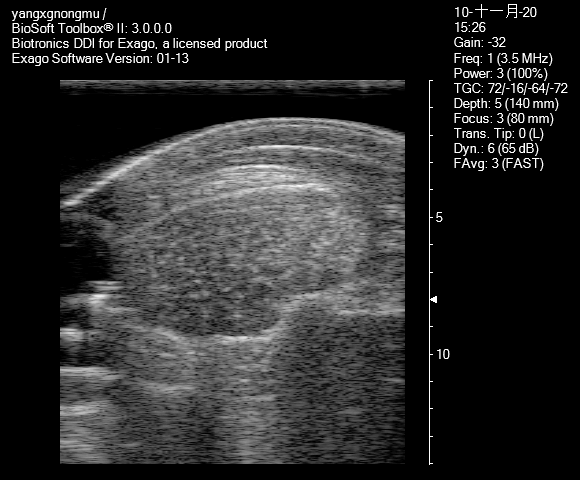 yangxgnongmu /
BioSoft Toolbox® II: 3.0.0.0
Biotronics DDI for Exago, a licensed product
Exago Software Version: 01-13
10-十一月-20
15:26
Gain: -32
Freq: 1 (3.5 MHz)
Power: 3 (100%)
TGC: 72/-16/-64/-72
Depth: 5 (140 mm)
Focus: 3 (80 mm)
Trans. Tip: 0 (L)
Dyn.: 6 (65 dB)
FAvg: 3 (FAST)
5
10